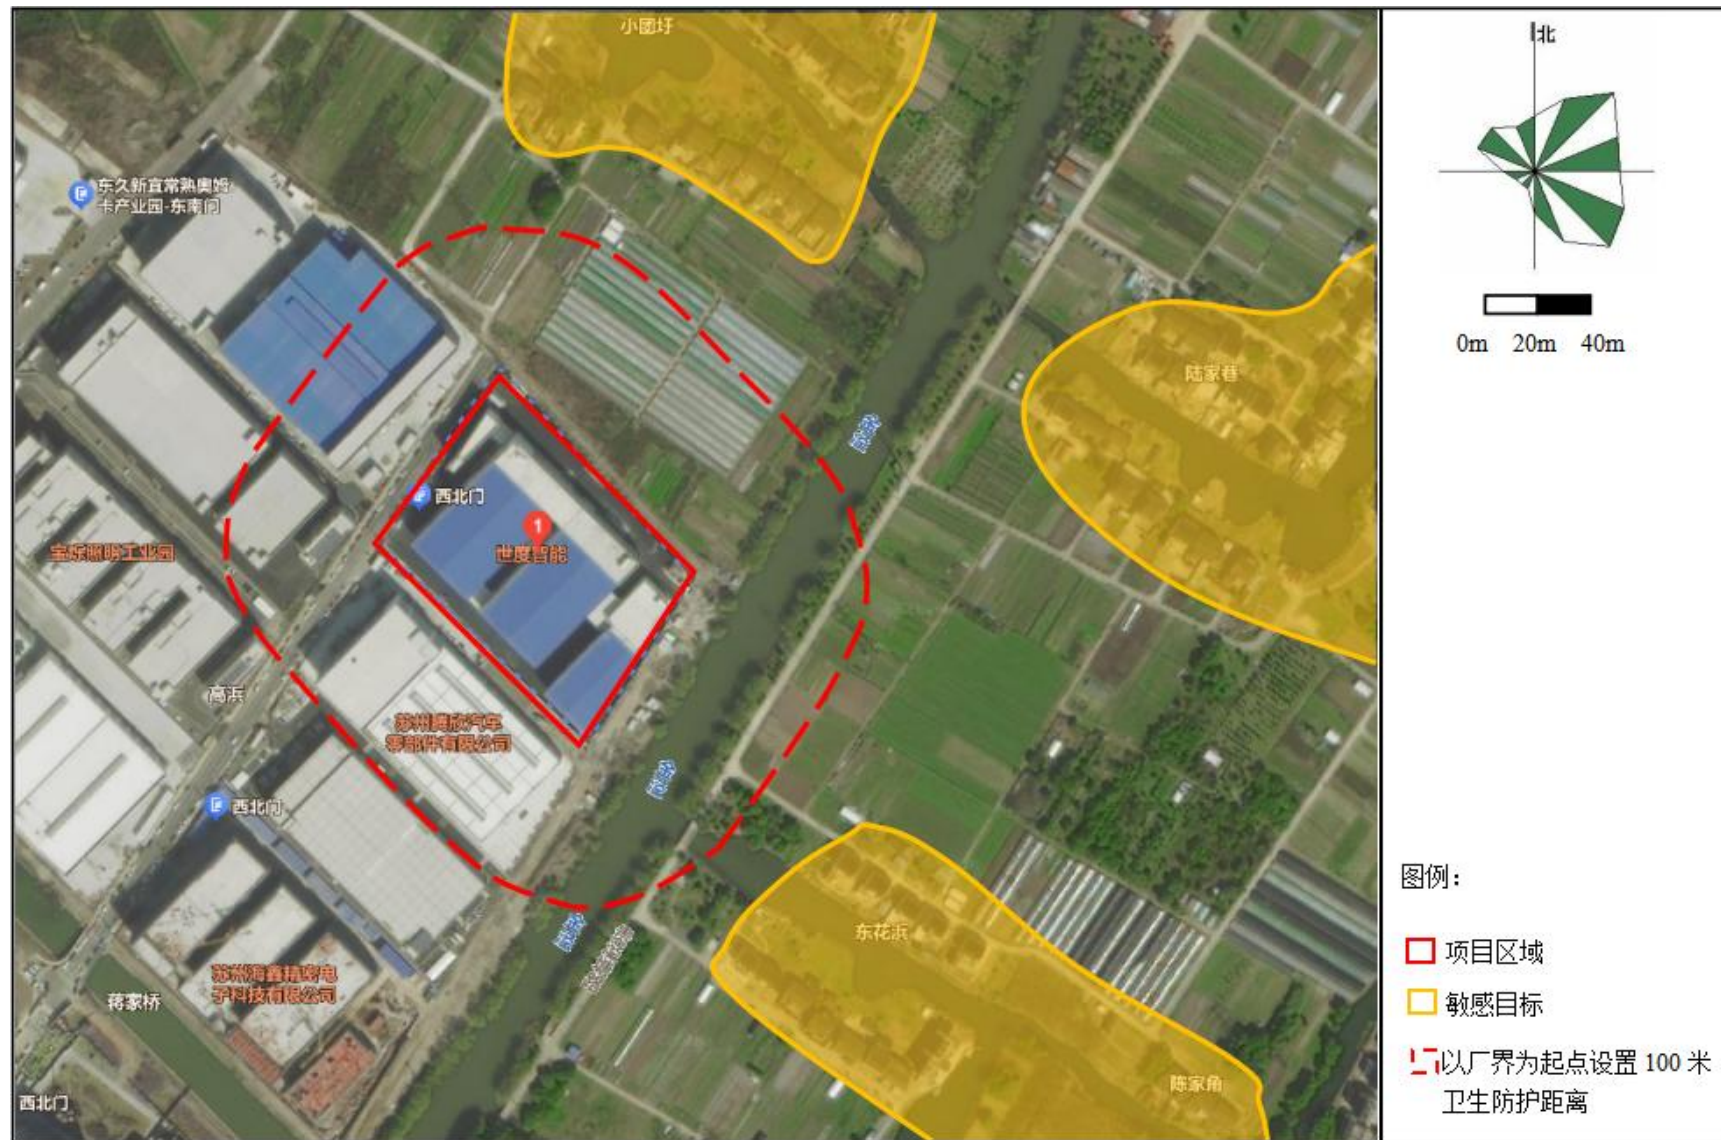 小团圩
北
东久新宜常熟奥姆
卡产业园-东南门
0m 20m 40m
陆家巷
西北门
1
世度智能
宝烁照明工业园
高浜
苏州腾欣汽车
零部件有限公司
西北门
图例：
东花浜
项目区域
苏州海鑫精密电
子科技有限公司
蒋家桥
敏感目标
以厂界为起点设置 100 米
卫生防护距离
陈家角
西北门